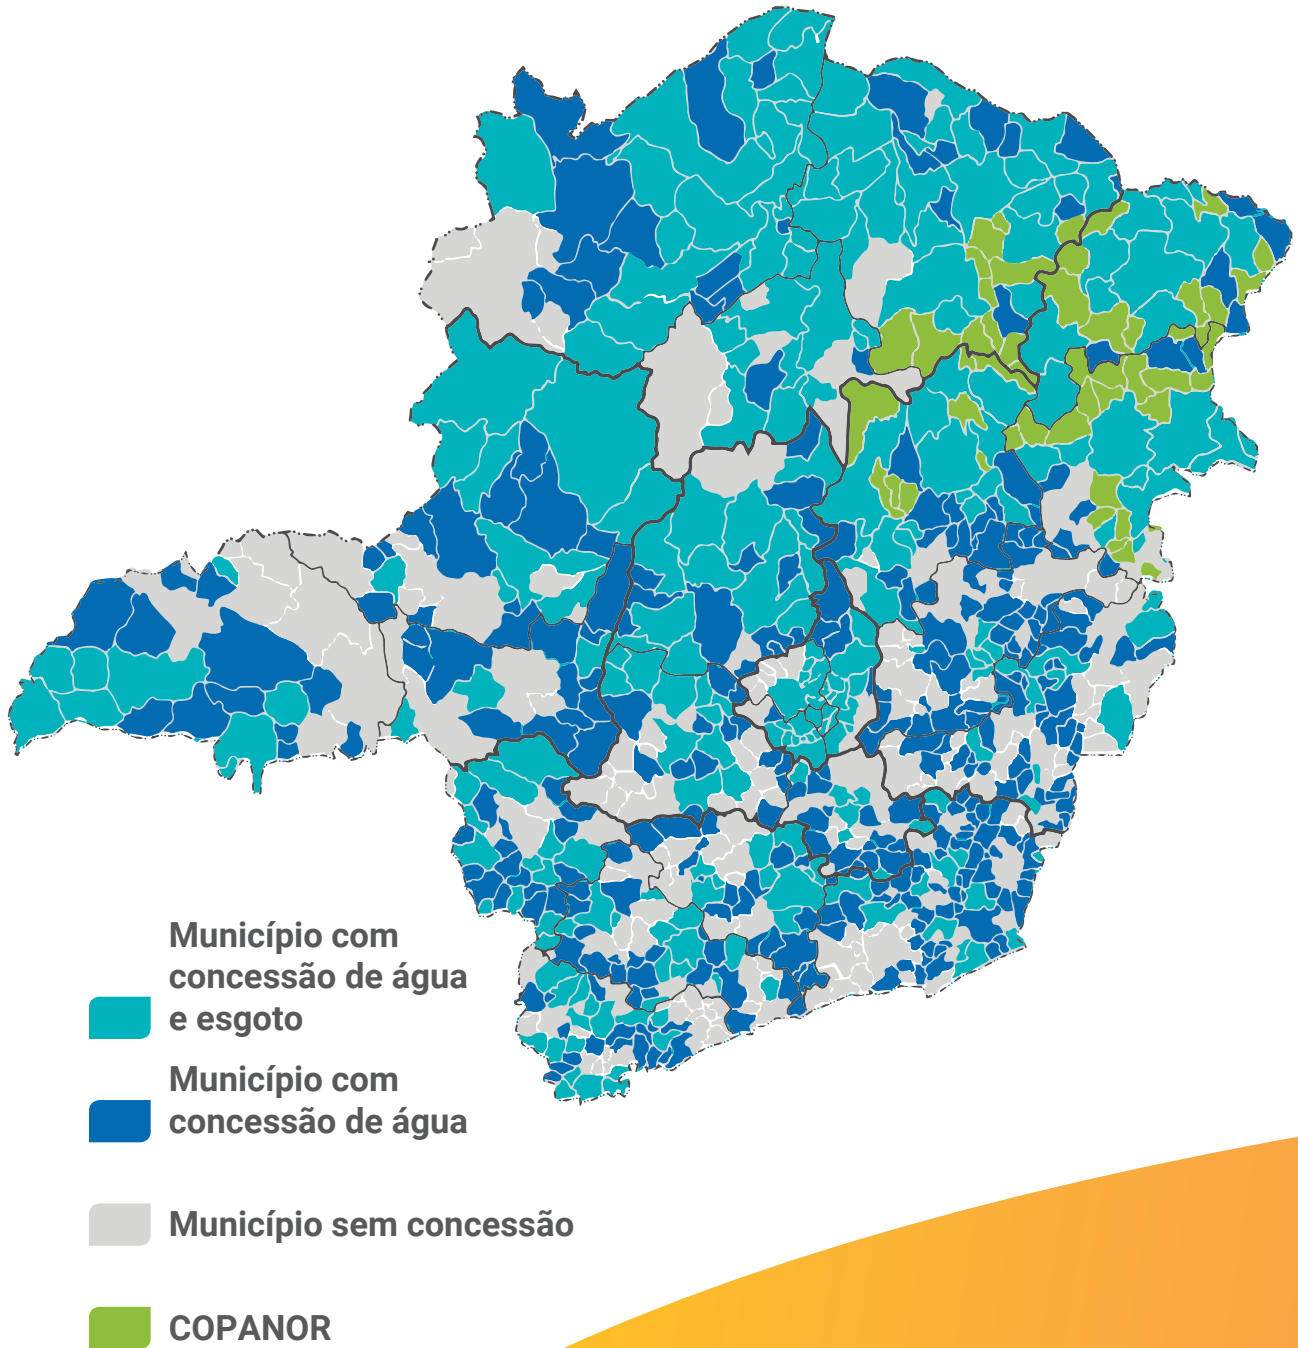 Município com
concessão de água
e esgoto
Município com
concessão de água
Município sem concessão
COPANOR